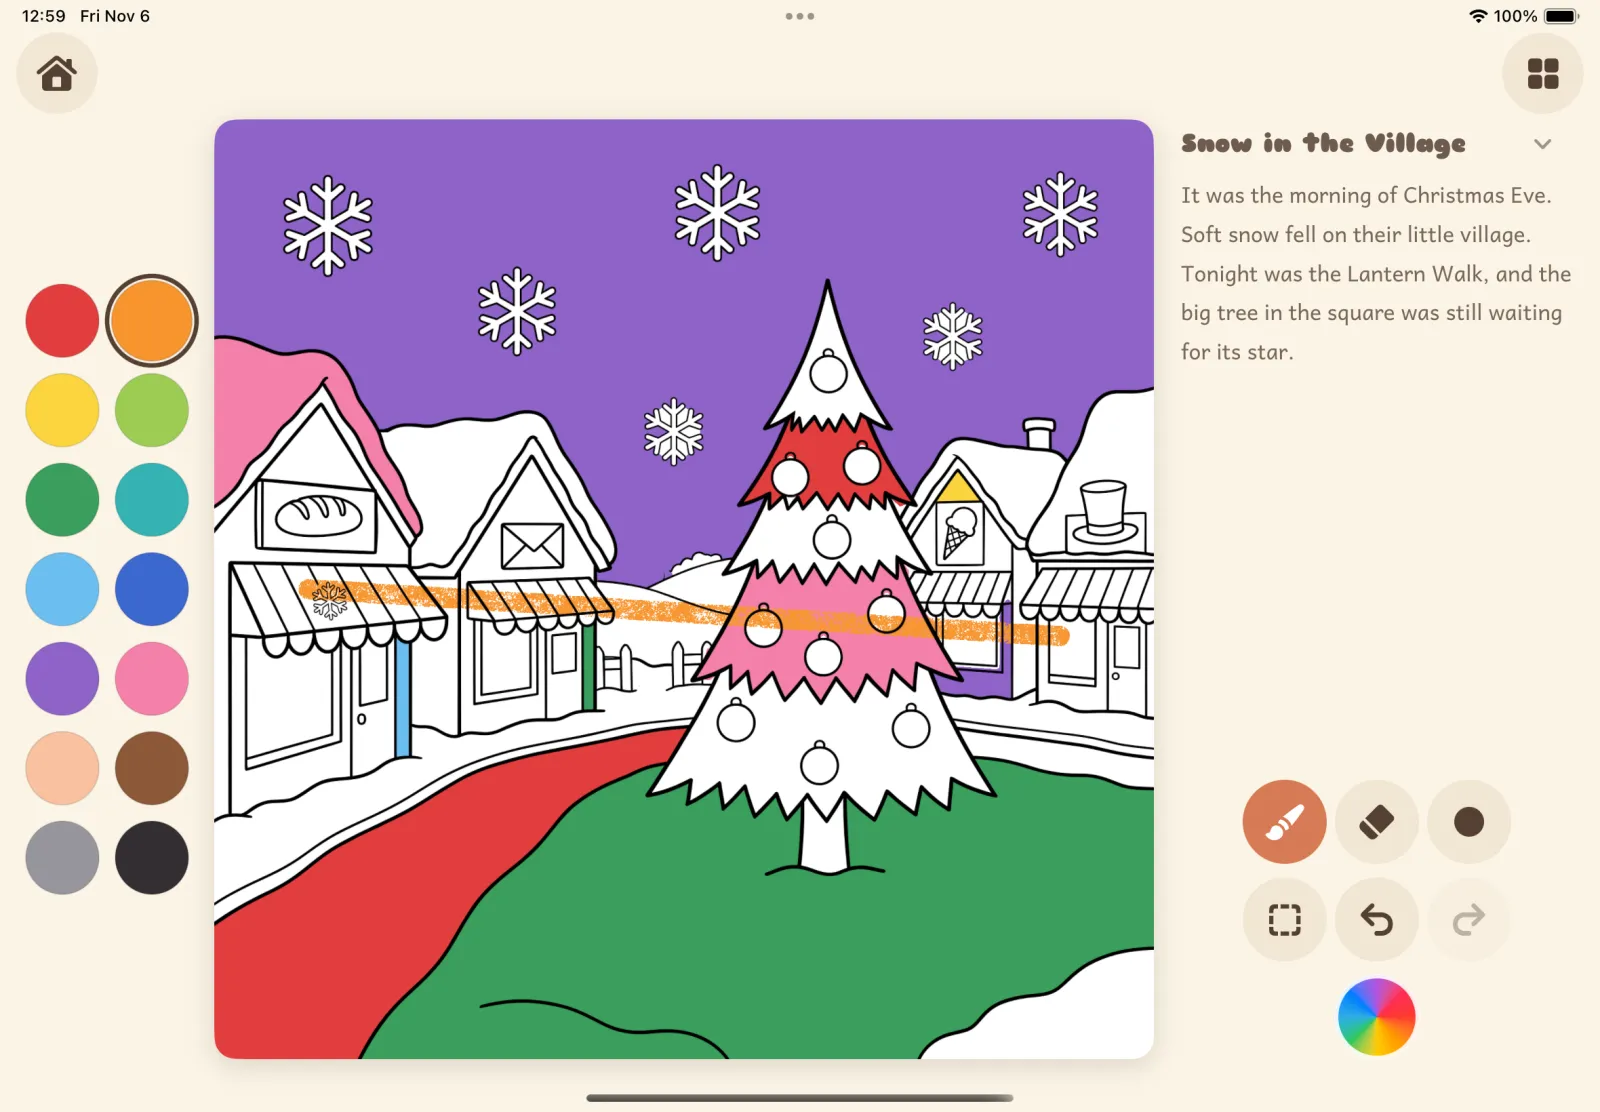 12:59 Fri Nov 6
100%
Snow in the Village
It was the morning of Christmas Eve.
Soft snow fell on their little village.
Tonight was the Lantern Walk, and the
big tree in the square was still waiting
for its star.